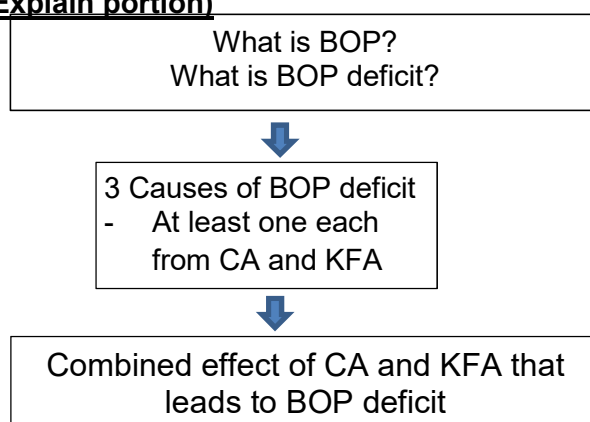 Explain portion)
What is BOP?
What is BOP deficit?
3 Causes of BOP deficit
- At least one each
from CA and KFA
Combined effect of CA and KFA that
leads to BOP deficit